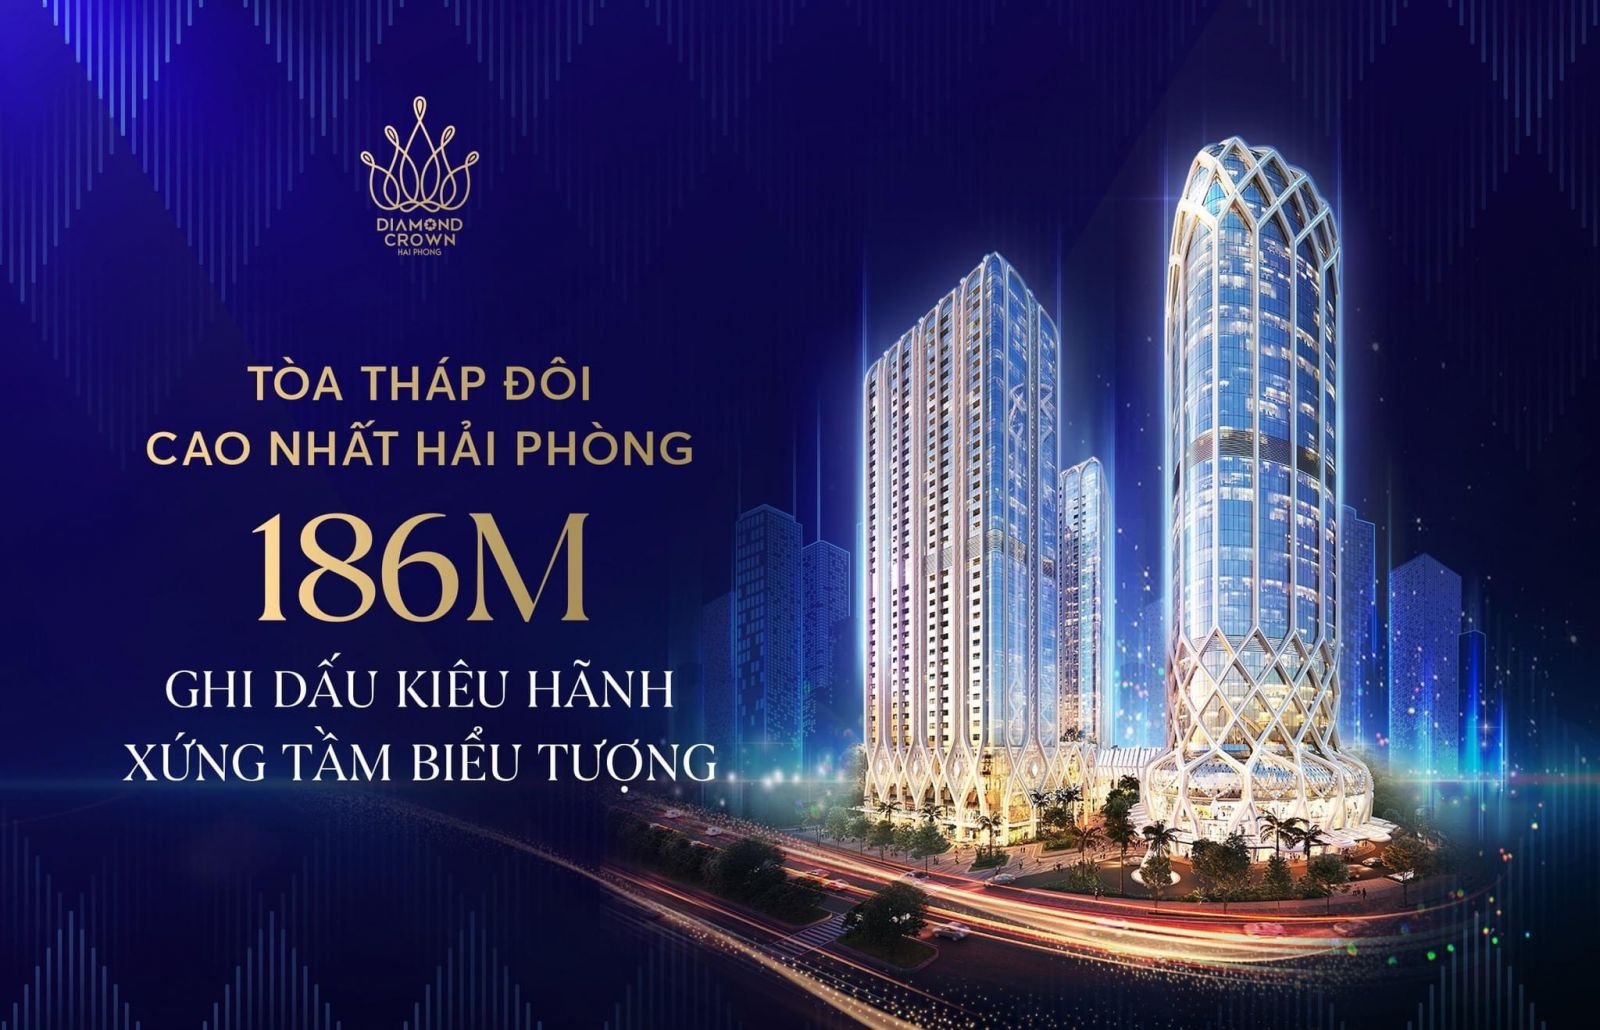 DIAMOND
CROWN
HAI PHONG
TÒA THÁP ĐÔI
CAO NHẤT HẢI PHÒNG
186M
GHI DẤU KIÊU HÃNH
XỨNG TẦM BIỂU TƯỢNG